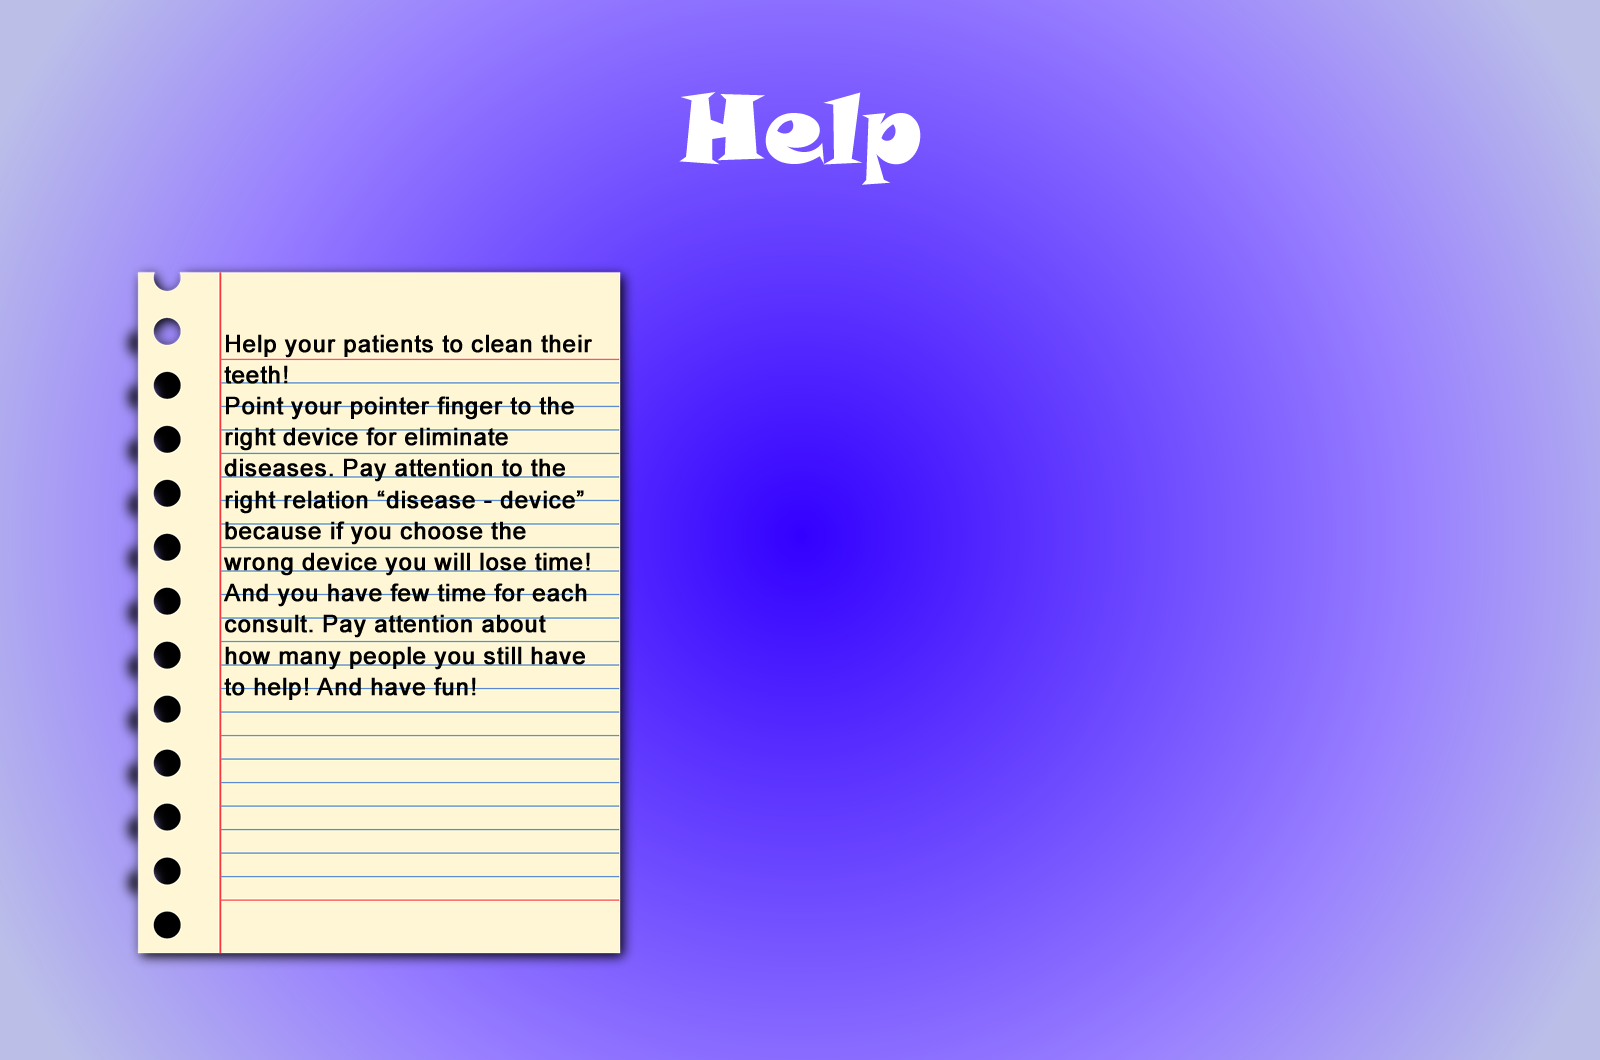 Help
Help your patients to clean their
teeth!
Point your pointer finger to the
right device for eliminate
diseases. Pay attention to the
right relation “disease - device”
because if you choose the
wrong device you will lose time!
And you have few time for each
consult. Pay attention about
how many people you still have
to help! And have fun!